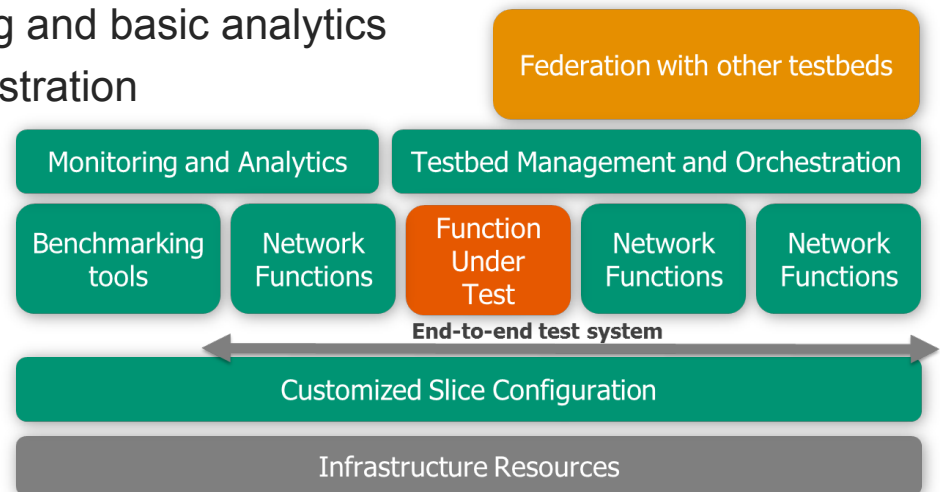 and basic analytics
Federation with other testbeds
Monitoring and Analytics
Testbed Management and Orchestration
Benchmarking
tools
Network
Functions
Function
Under
Test
Network
Functions
Network
Functions
End-to-end test system
Customized Slice Configuration
Infrastructure Resources